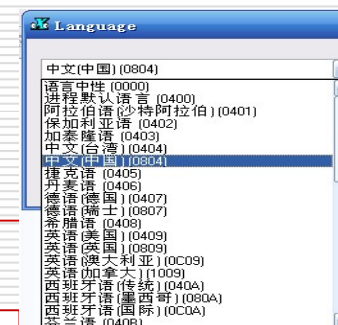 Language
中文(中国)(0804)
语言中性 (0000)
进程默认语言 (0400)
阿拉伯语(沙特阿拉伯)(0401)
保加利亚语 (0402)
加泰隆语 (0403)
中文(台湾)(0404)
中文(中国)(0804)
捷克语 (0405)
丹麦语 (0406)
德语(德国)(0407)
德语(瑞士)(0807)
希腊语 (0408)
英语(美国)(0409)
英语(英国)(0809)
英语(澳大利亚)(0C09)
英语(加拿大)(1009)
西班牙语(传统)(040A)
西班牙语(墨西哥)(080A)
西班牙语(国际)(0C0A)
芬兰语 (040B)